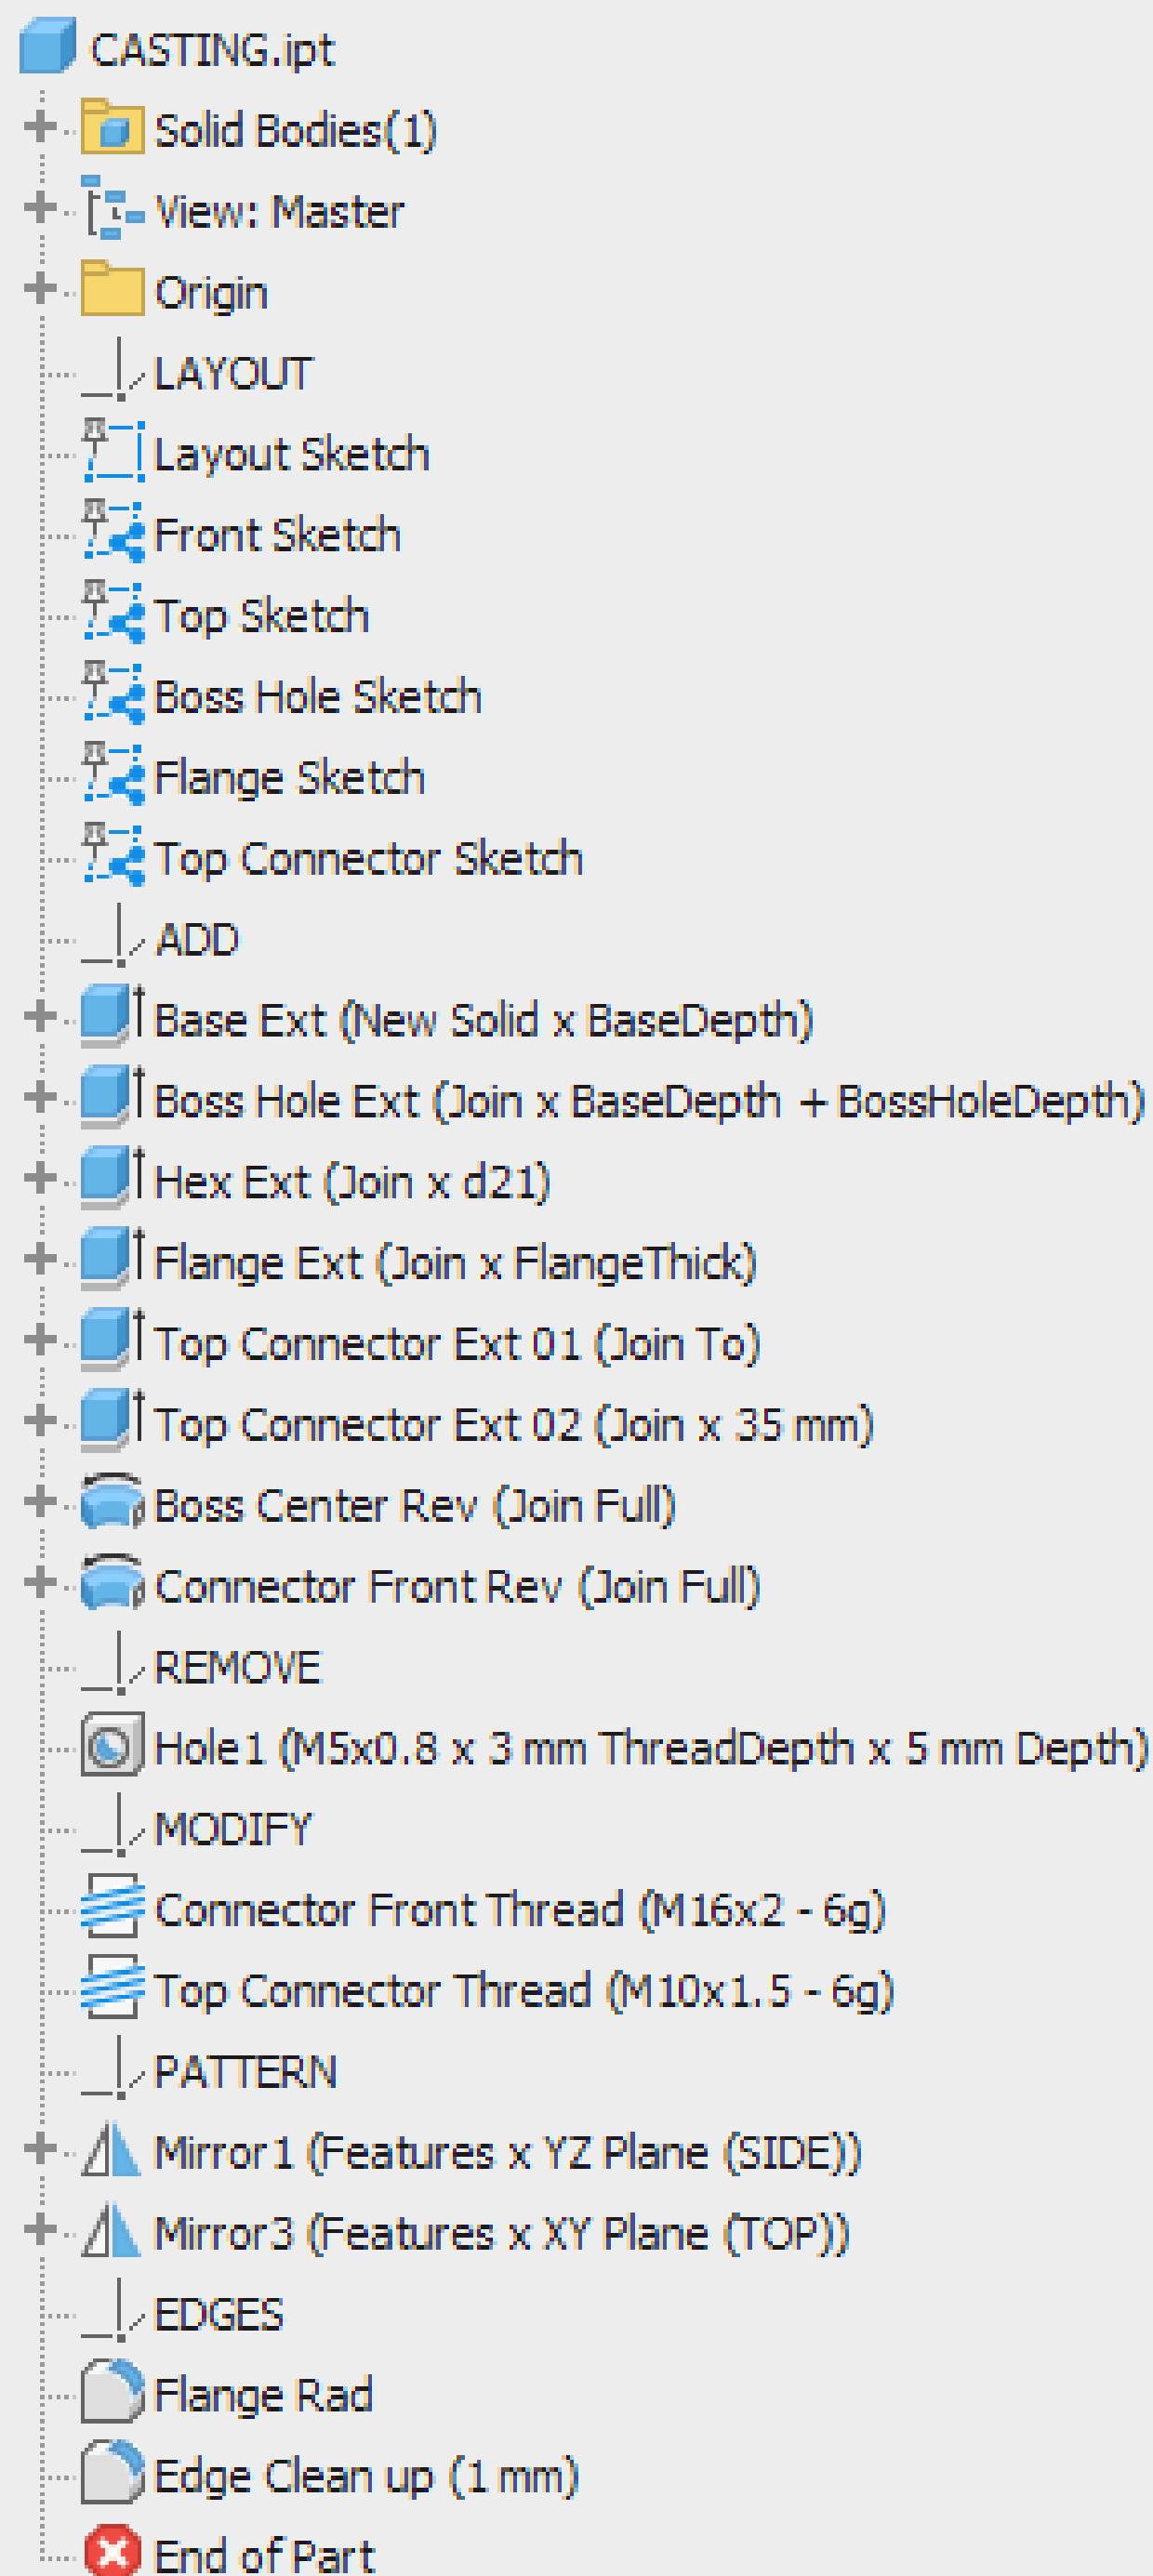 CASTING.ipt
Solid Bodies(1)
View: Master
Origin
LAYOUT
Layout Sketch
Front Sketch
Top Sketch
Boss Hole Sketch
Flange Sketch
Top Connector Sketch
ADD
Base Ext (New Solid x BaseDepth)
Boss Hole Ext (Join x BaseDepth + BossHoleDepth)
Hex Ext (Join x d21)
Flange Ext (Join x FlangeThick)
Top Connector Ext 01 (Join To)
Top Connector Ext 02 (Join x 35 mm)
Boss Center Rev (Join Full)
Connector Front Rev (Join Full)
REMOVE
Hole1 (M5x0.8 x 3 mm ThreadDepth x 5 mm Depth)
MODIFY
Connector Front Thread (M16x2 - 6g)
Top Connector Thread (M10x1.5 - 6g)
PATTERN
Mirror1 (Features x YZ Plane (SIDE))
Mirror3 (Features x XY Plane (TOP))
EDGES
Flange Rad
Edge Clean up (1 mm)
End of Part